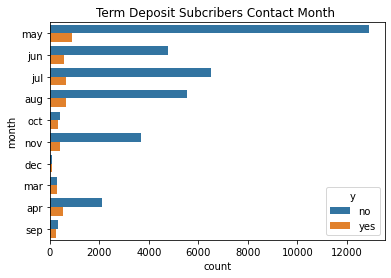 Term Deposit Subcribers Contact Month
may
jun
jul
aug
oct
nov
dec
mar
apr
sep
month
0 2000 4000 6000 8000 10000 12000
count
y
no
yes